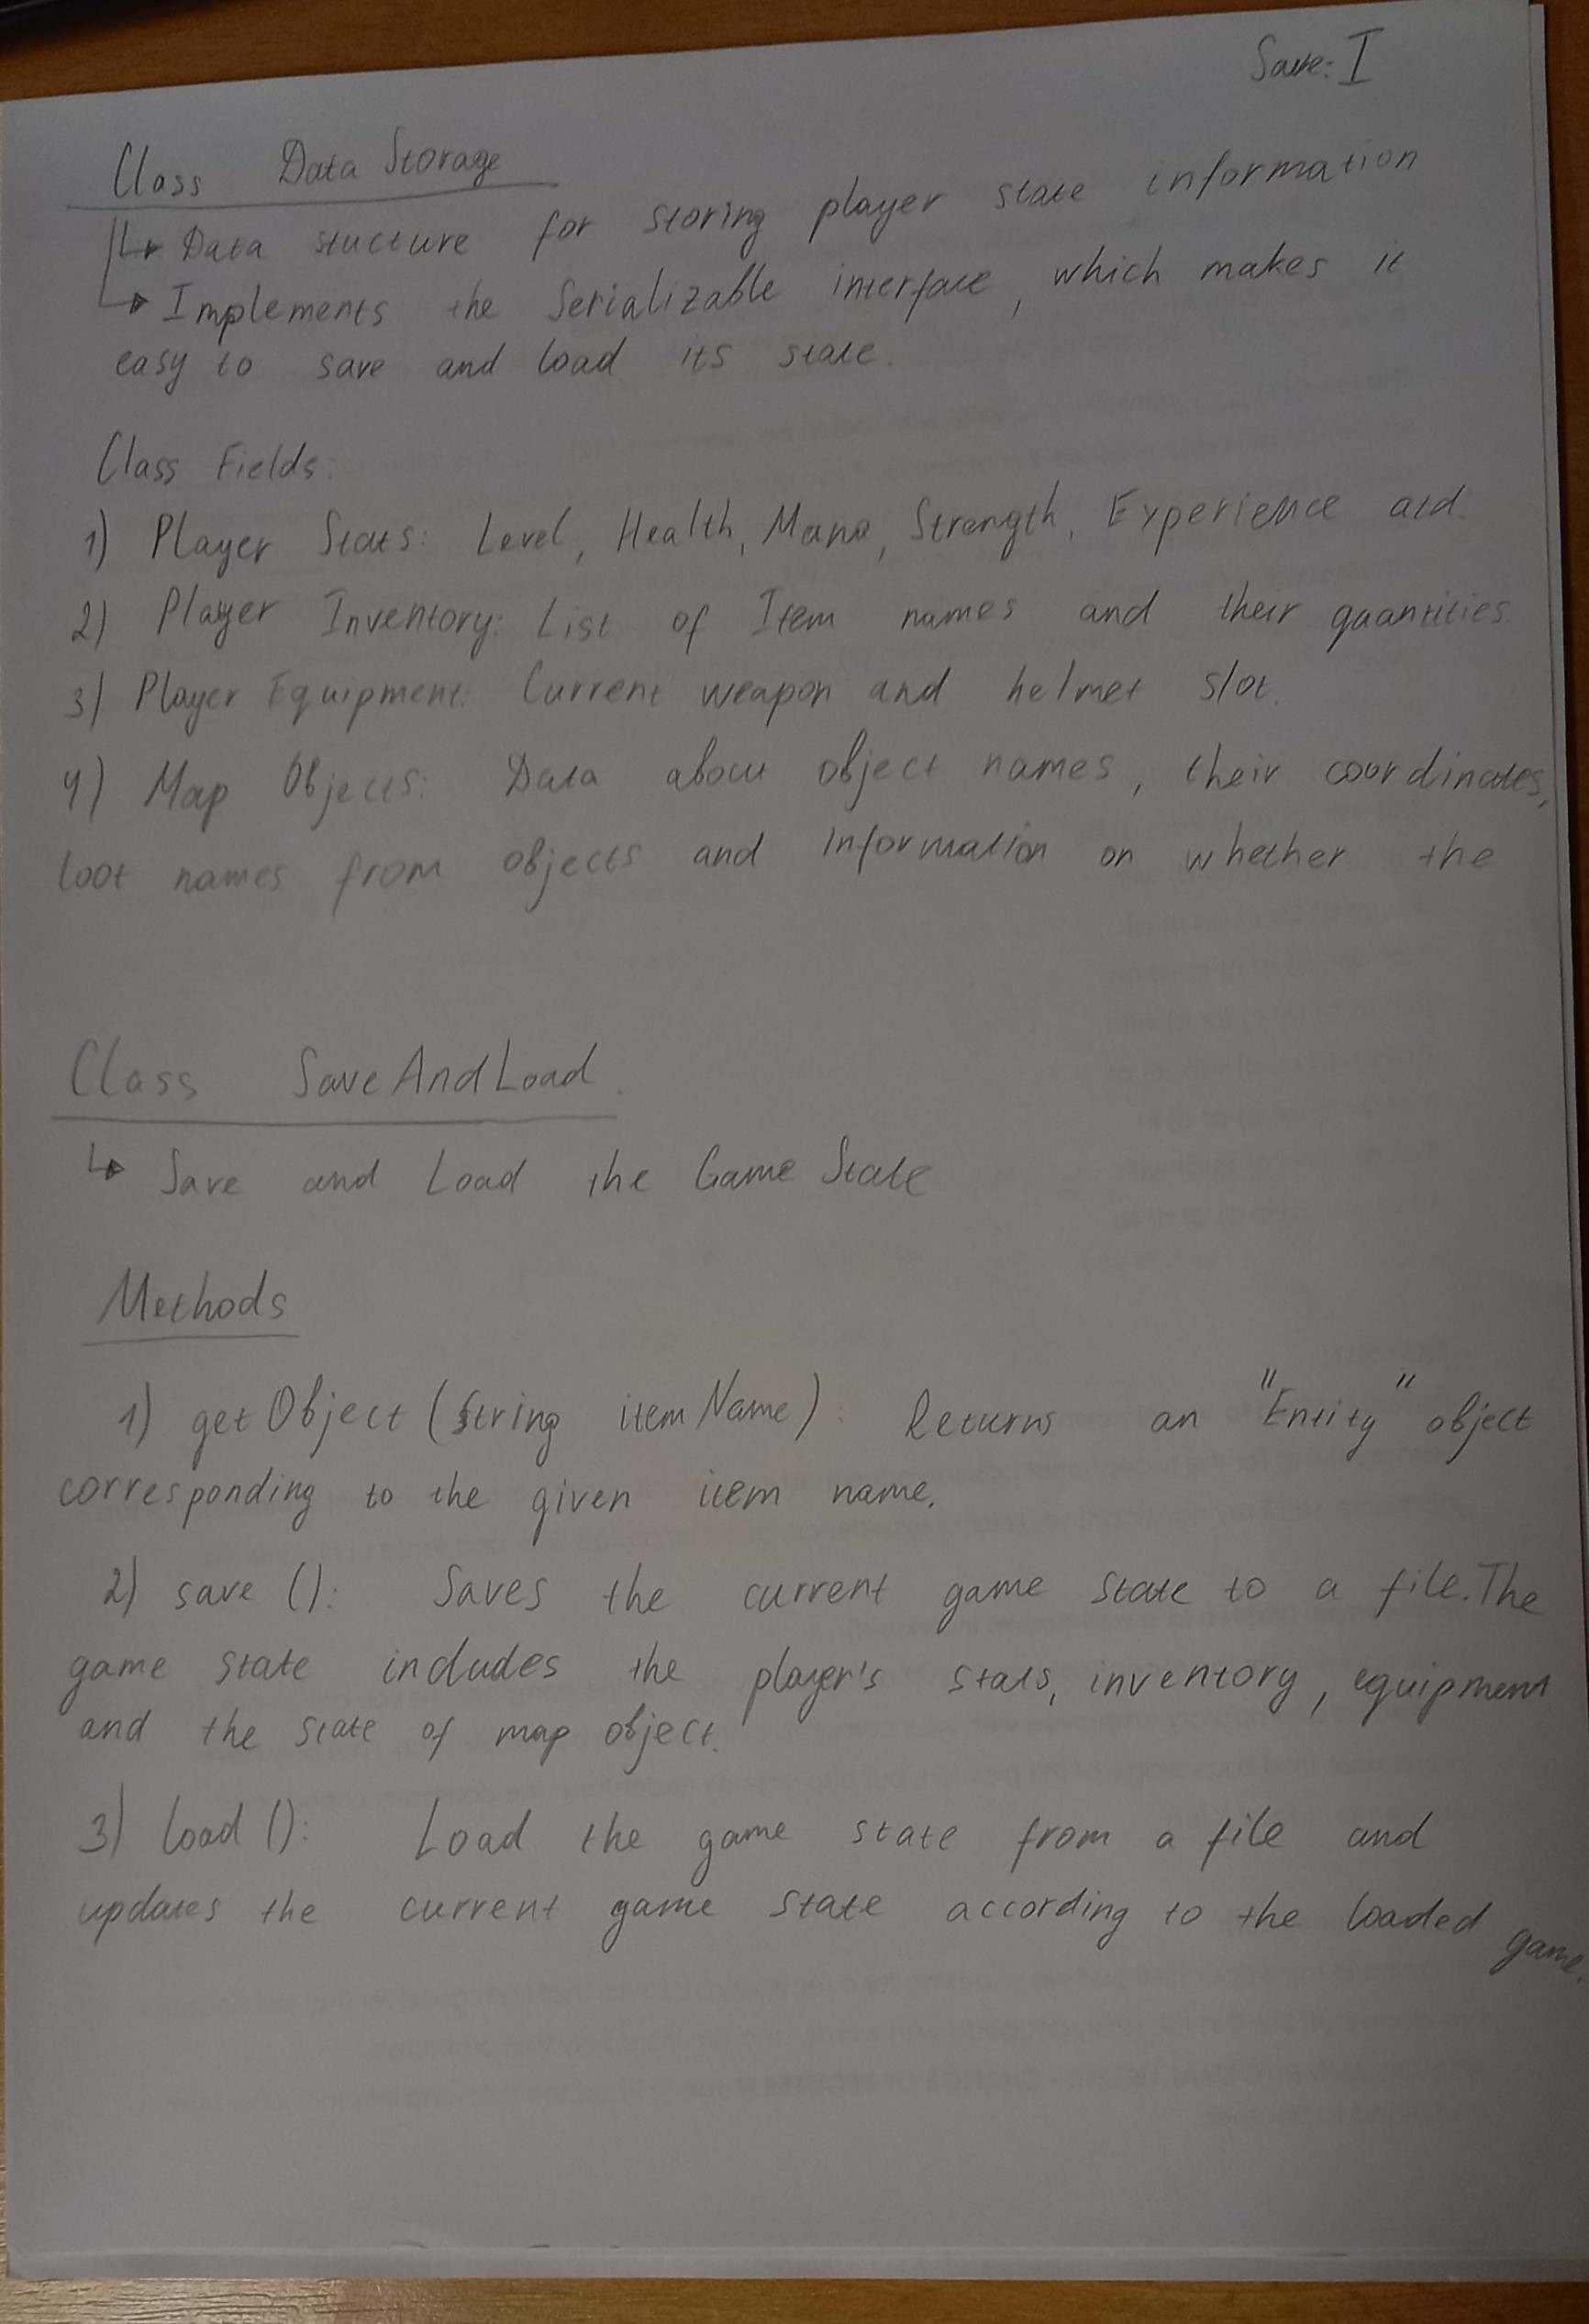 Save: I
Class Data Storage
Data stucture for storing player state information
Implements the Serializable interface, which makes it
easy to save and load its state.
Class Fields:
1) Player Stats: Level, Health, Mana, Strength, Experience atd.
2) Player Inventory: List of Item names and their quantities
3) Player Equipment: Current weapon and helmet slot.
4) Map Objects: Data about object names, their coordinates,
loot names from objects and information on whether the
Class SaveAndLoad.
Save and Load the Game State
Methods
1) getObject (String itemName): Returns an "Entity" object
corresponding to the given item name.
2) save (): Saves the current game state to a file. The
game state includes the player's stats, inventory, equipment
and the state of map object.
3) load (): Load the game state from a file and
updates the current game state according to the loaded game.